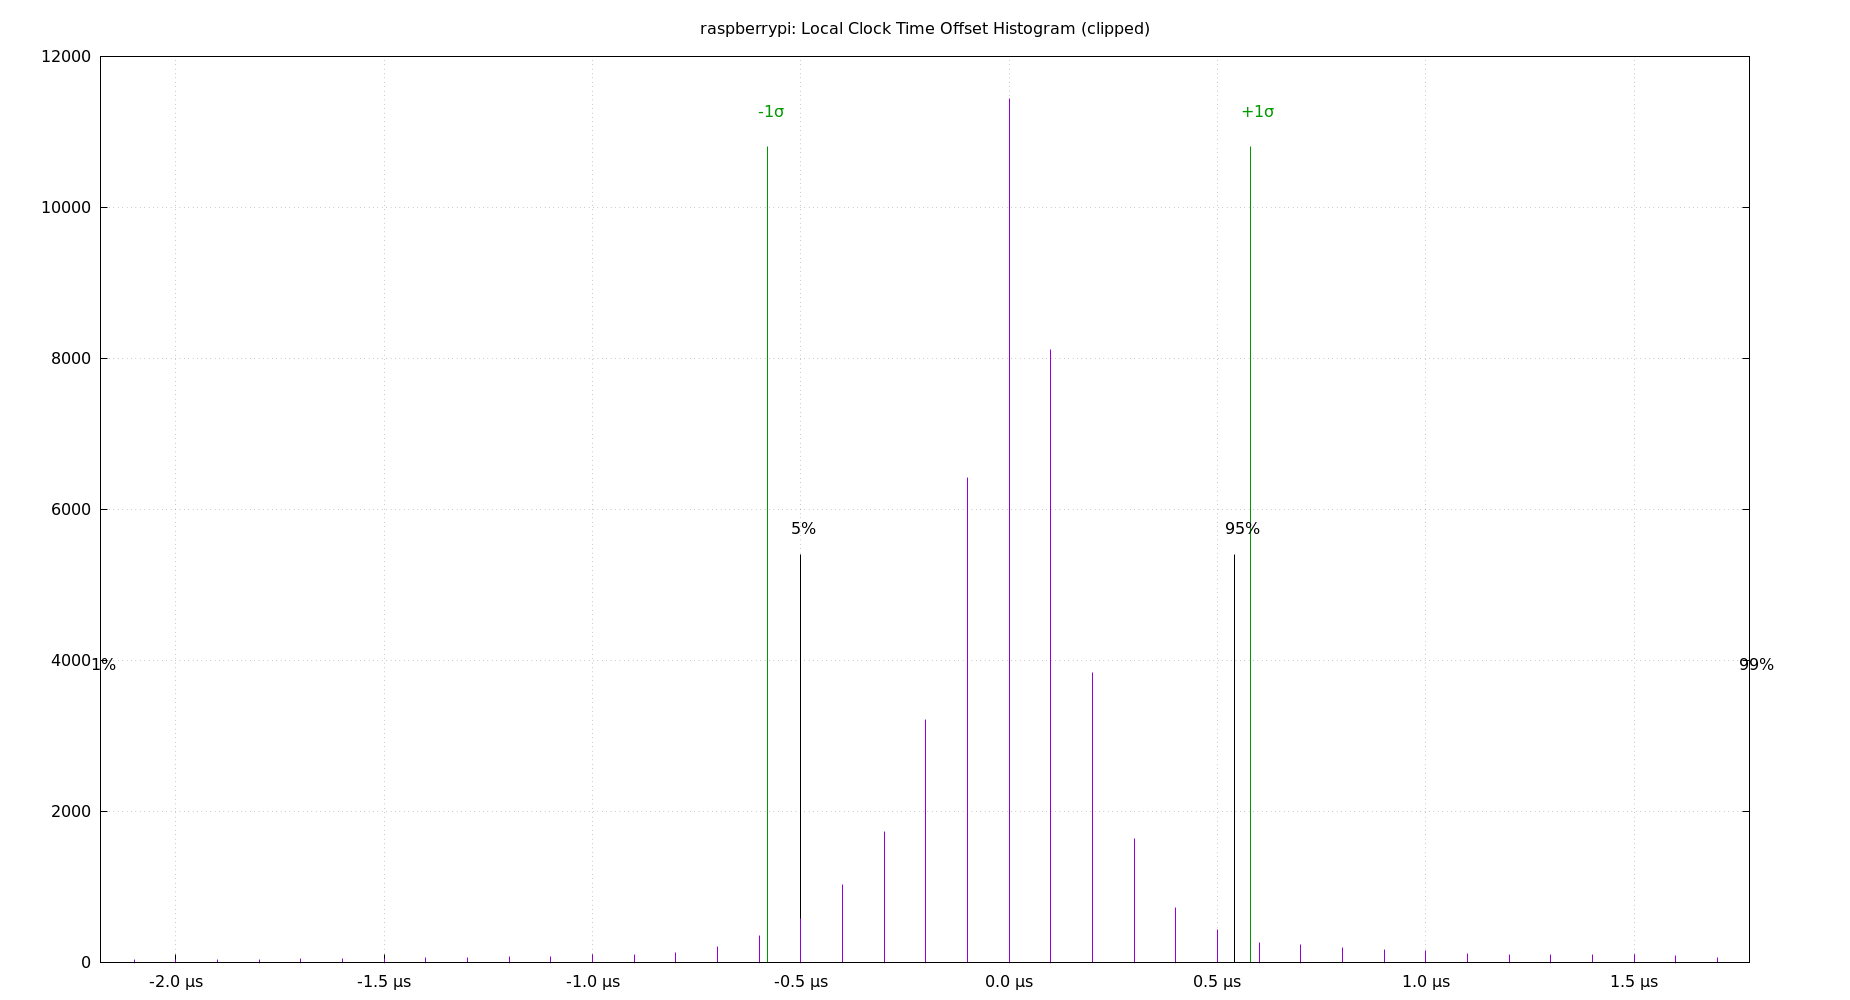 raspberrypi: Local Clock Time Offset Histogram (clipped)
12000
-1σ +1σ
10000
8000
6000
5% 95%
4000 1% 99%
2000
0
-2.0 µs -1.5 µs -1.0 µs -0.5 µs 0.0 µs 0.5 µs 1.0 µs 1.5 µs